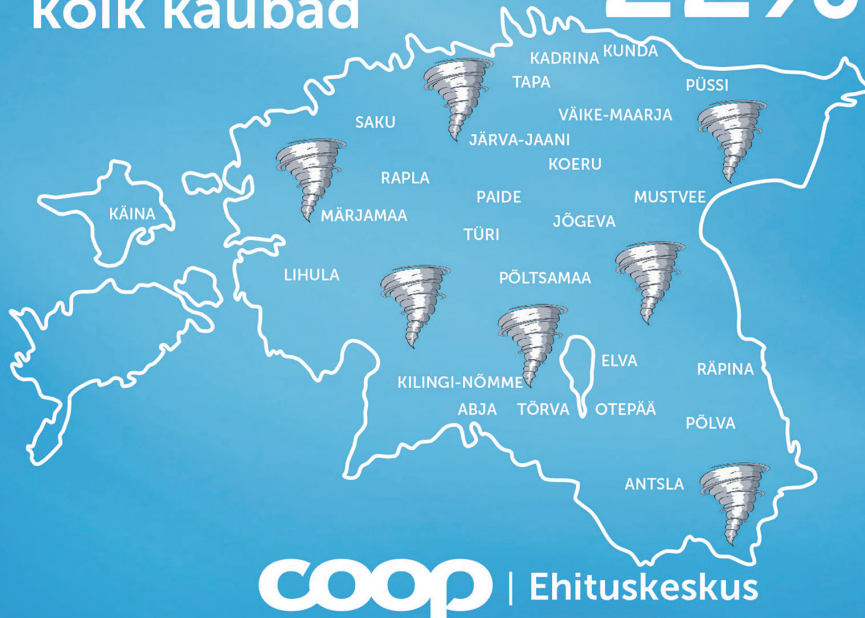 kõik kaubad
22%
KADRINA KUNDA
TAPA
PÜSSI
VÄIKE-MAARJA
SAKU
JÄRVA-JAANI
KOERU
RAPLA
PAIDE
MUSTVEE
KÄINA
MÄRJAMAA
JÕGEVA
TÜRI
LIHULA
PÕLTSAMAA
ELVA
RÄPINA
KILINGI-NÕMME
ABJA
TÕRVA
OTEPÄÄ
PÕLVA
ANTSLA
coop | Ehituskeskus